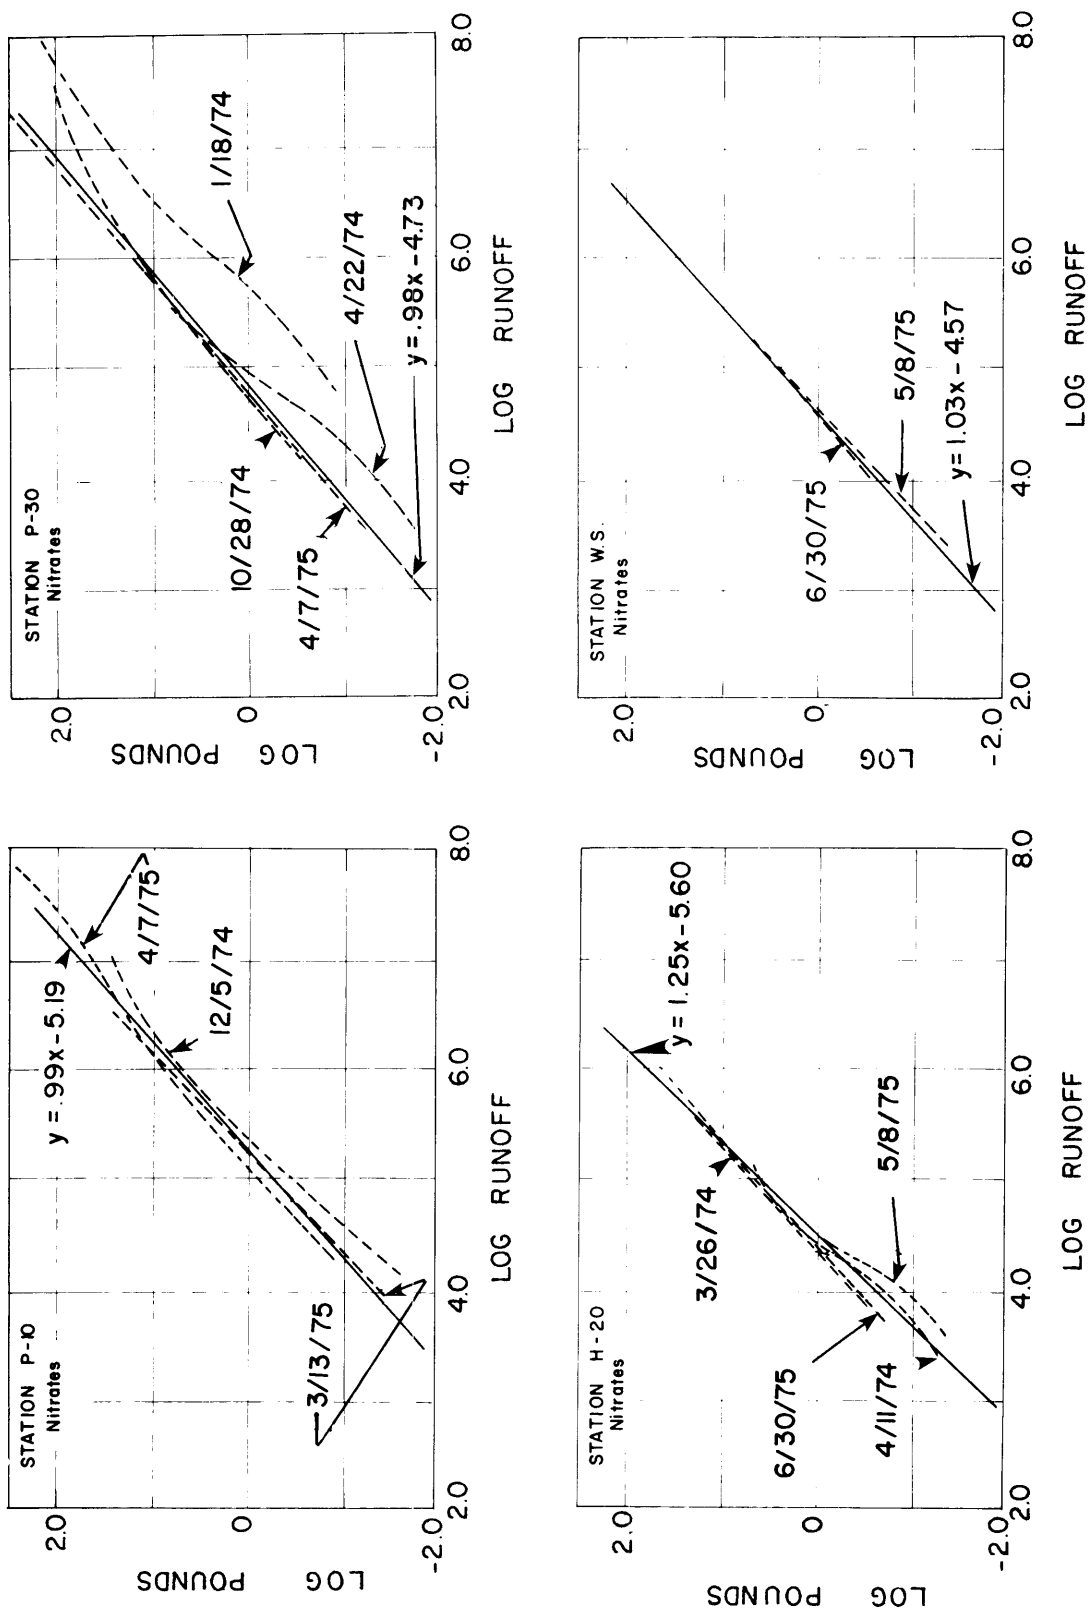 STATION P-10
Nitrates
y = .99x - 5.19
4/7/75
12/5/74
3/13/75
2.0
0
-2.0
LOG
POUNDS
2.0
4.0
6.0
8.0
LOG RUNOFF
STATION P-30
Nitrates
10/28/74
4/7/75
1/18/74
4/22/74
y = .98x - 4.73
2.0
0
-2.0
LOG
POUNDS
2.0
4.0
6.0
8.0
LOG RUNOFF
STATION H-20
Nitrates
y = 1.25x - 5.60
3/26/74
6/30/75
4/11/74
5/8/75
2.0
0
-2.0
LOG
POUNDS
2.0
4.0
6.0
8.0
LOG RUNOFF
STATION W.S.
Nitrates
6/30/75
5/8/75
y = 1.03x - 4.57
2.0
0
-2.0
LOG
POUNDS
2.0
4.0
6.0
8.0
LOG RUNOFF